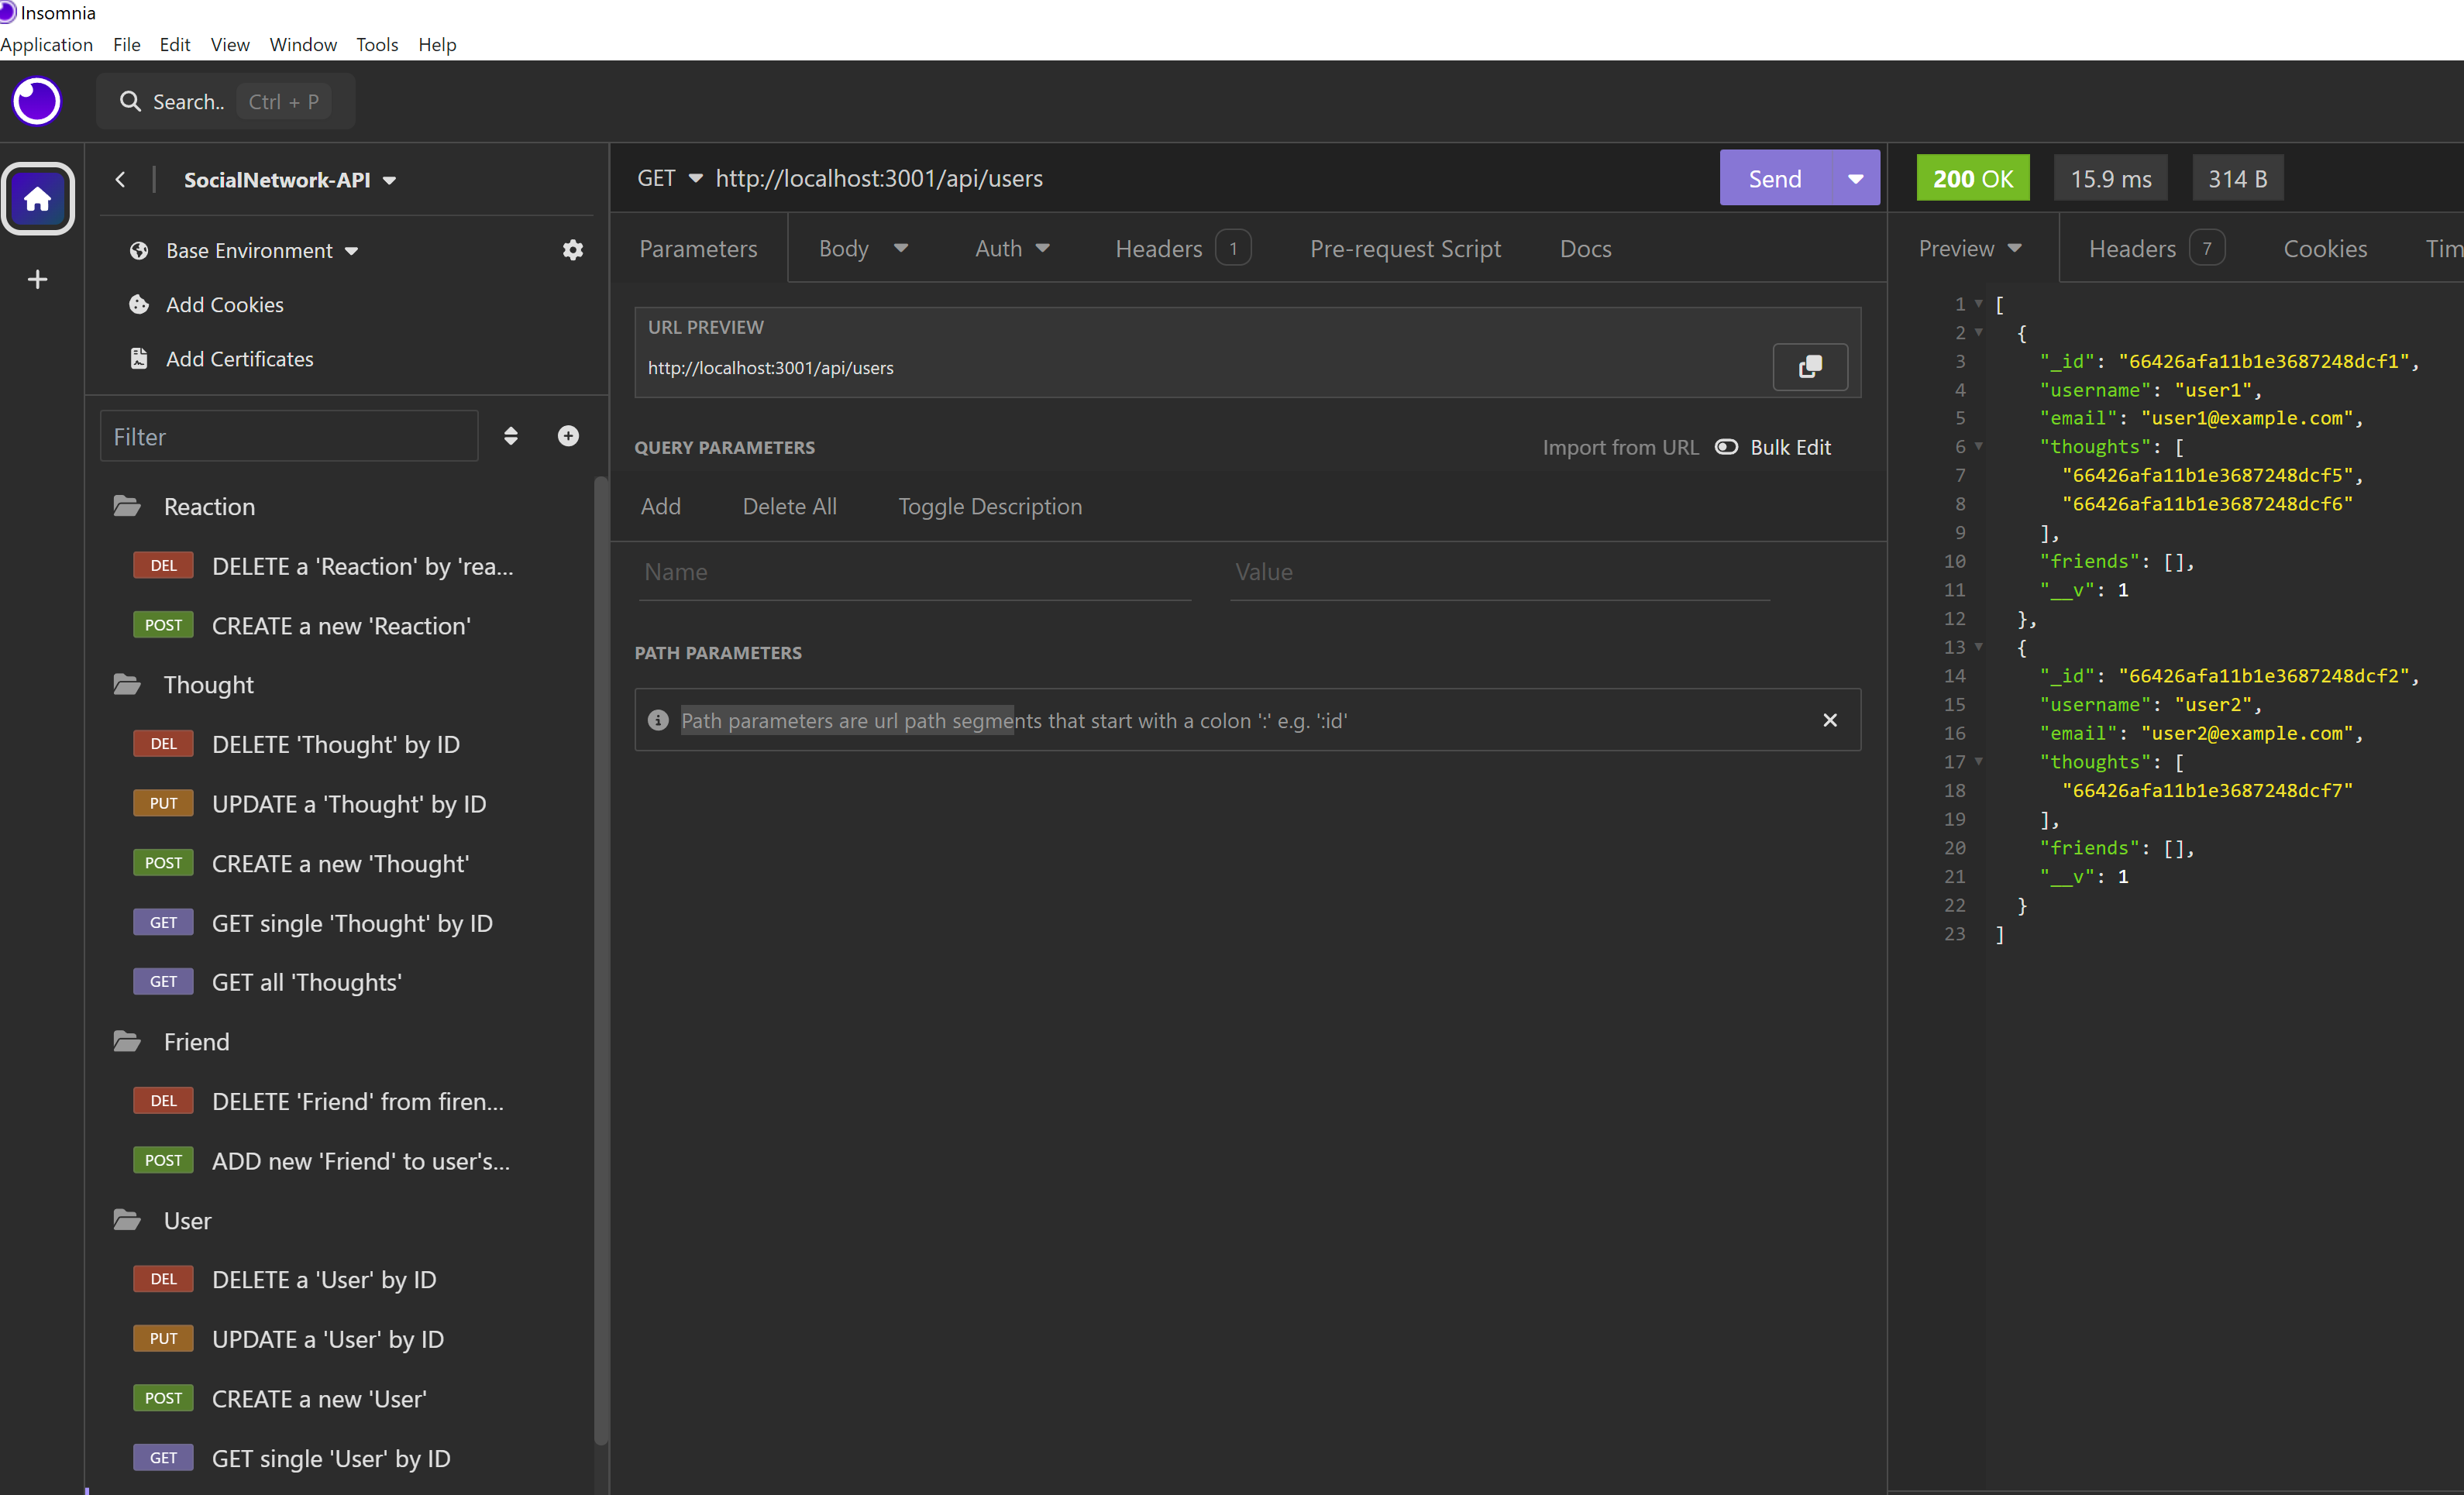 Insomnia
Application File Edit View Window Tools Help
Search.. Ctrl + P
SocialNetwork-API
Base Environment
Add Cookies
Add Certificates
Filter
Reaction
DEL DELETE a 'Reaction' by 'rea...
POST CREATE a new 'Reaction'
Thought
DEL DELETE 'Thought' by ID
PUT UPDATE a 'Thought' by ID
POST CREATE a new 'Thought'
GET GET single 'Thought' by ID
GET GET all 'Thoughts'
Friend
DEL DELETE 'Friend' from firen...
POST ADD new 'Friend' to user's...
User
DEL DELETE a 'User' by ID
PUT UPDATE a 'User' by ID
POST CREATE a new 'User'
GET GET single 'User' by ID
GET http://localhost:3001/api/users Send
Parameters Body Auth Headers 1 Pre-request Script Docs
URL PREVIEW
http://localhost:3001/api/users
QUERY PARAMETERS Import from URL Bulk Edit
Add Delete All Toggle Description
Name Value
PATH PARAMETERS
Path parameters are url path segments that start with a colon ':' e.g. ':id'
200 OK 15.9 ms 314 B
Preview Headers 7 Cookies Tim
1 [
2 {
3 "_id": "66426afa11b1e3687248dcf1",
4 "username": "user1",
5 "email": "user1@example.com",
6 "thoughts": [
7 "66426afa11b1e3687248dcf5",
8 "66426afa11b1e3687248dcf6"
9 ],
10 "friends": [],
11 "__v": 1
12 },
13 {
14 "_id": "66426afa11b1e3687248dcf2",
15 "username": "user2",
16 "email": "user2@example.com",
17 "thoughts": [
18 "66426afa11b1e3687248dcf7"
19 ],
20 "friends": [],
21 "__v": 1
22 }
23 ]